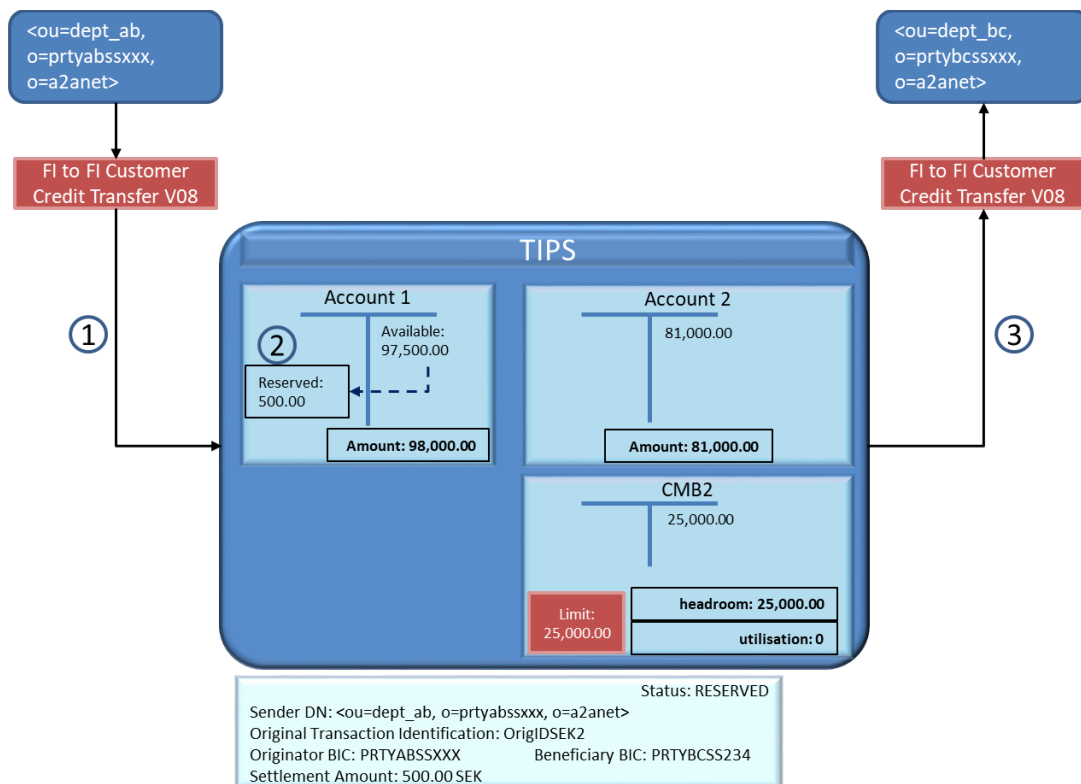 <ou=dept_ab,
o=prtyabssxxx,
o=a2anet>
<ou=dept_bc,
o=prtybcssxxx,
o=a2anet>
FI to FI Customer
Credit Transfer V08
FI to FI Customer
Credit Transfer V08
TIPS
1
Account 1
2
Available:
97,500.00
Reserved:
500.00
Amount: 98,000.00
Account 2
81,000.00
Amount: 81,000.00
3
CMB2
25,000.00
Limit:
25,000.00
headroom: 25,000.00
utilisation: 0
Status: RESERVED
Sender DN: <ou=dept_ab, o=prtyabssxxx, o=a2anet>
Original Transaction Identification: OrigIDSEK2
Originator BIC: PRTYABSSXXX Beneficiary BIC: PRTYBCSS234
Settlement Amount: 500.00 SEK